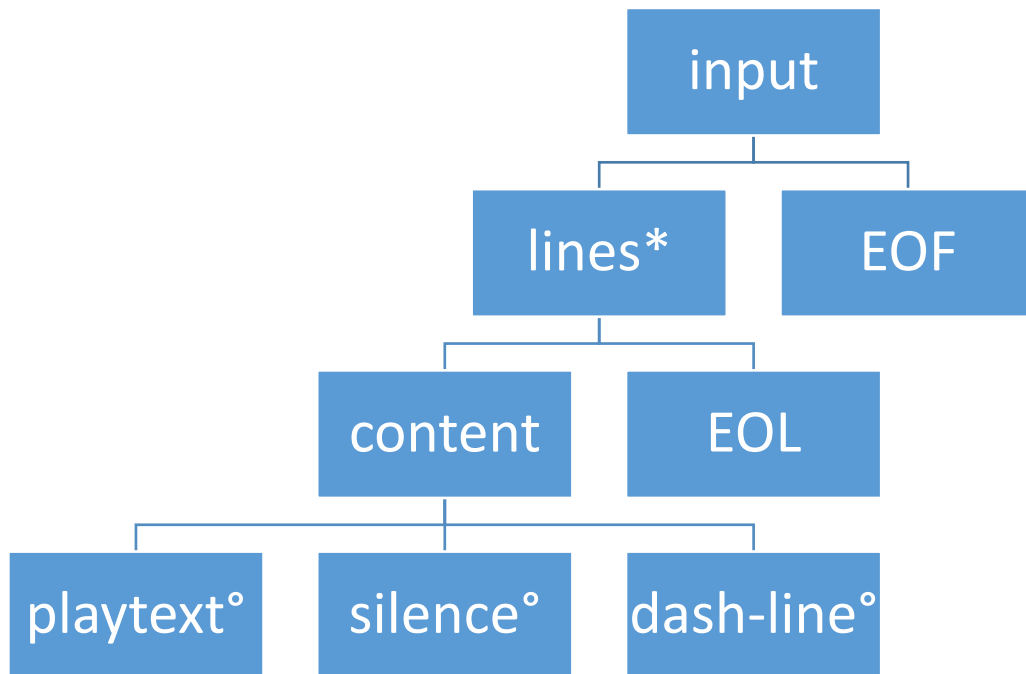 input
lines*
EOF
content
EOL
playtext°
silence°
dash-line°